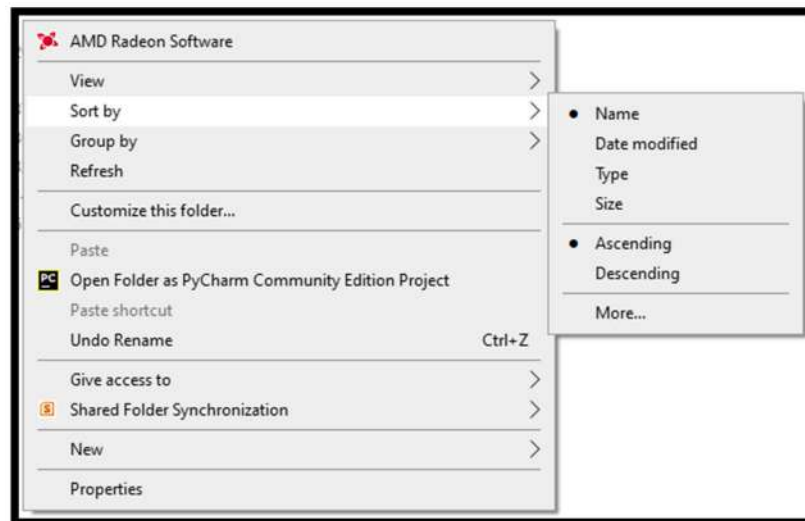 AMD Radeon Software
View
Sort by
Group by
Refresh
Customize this folder...
Paste
PC Open Folder as PyCharm Community Edition Project
Paste shortcut
Undo Rename Ctrl+Z
Give access to
S Shared Folder Synchronization
New
Properties
Name
Date modified
Type
Size
Ascending
Descending
More...